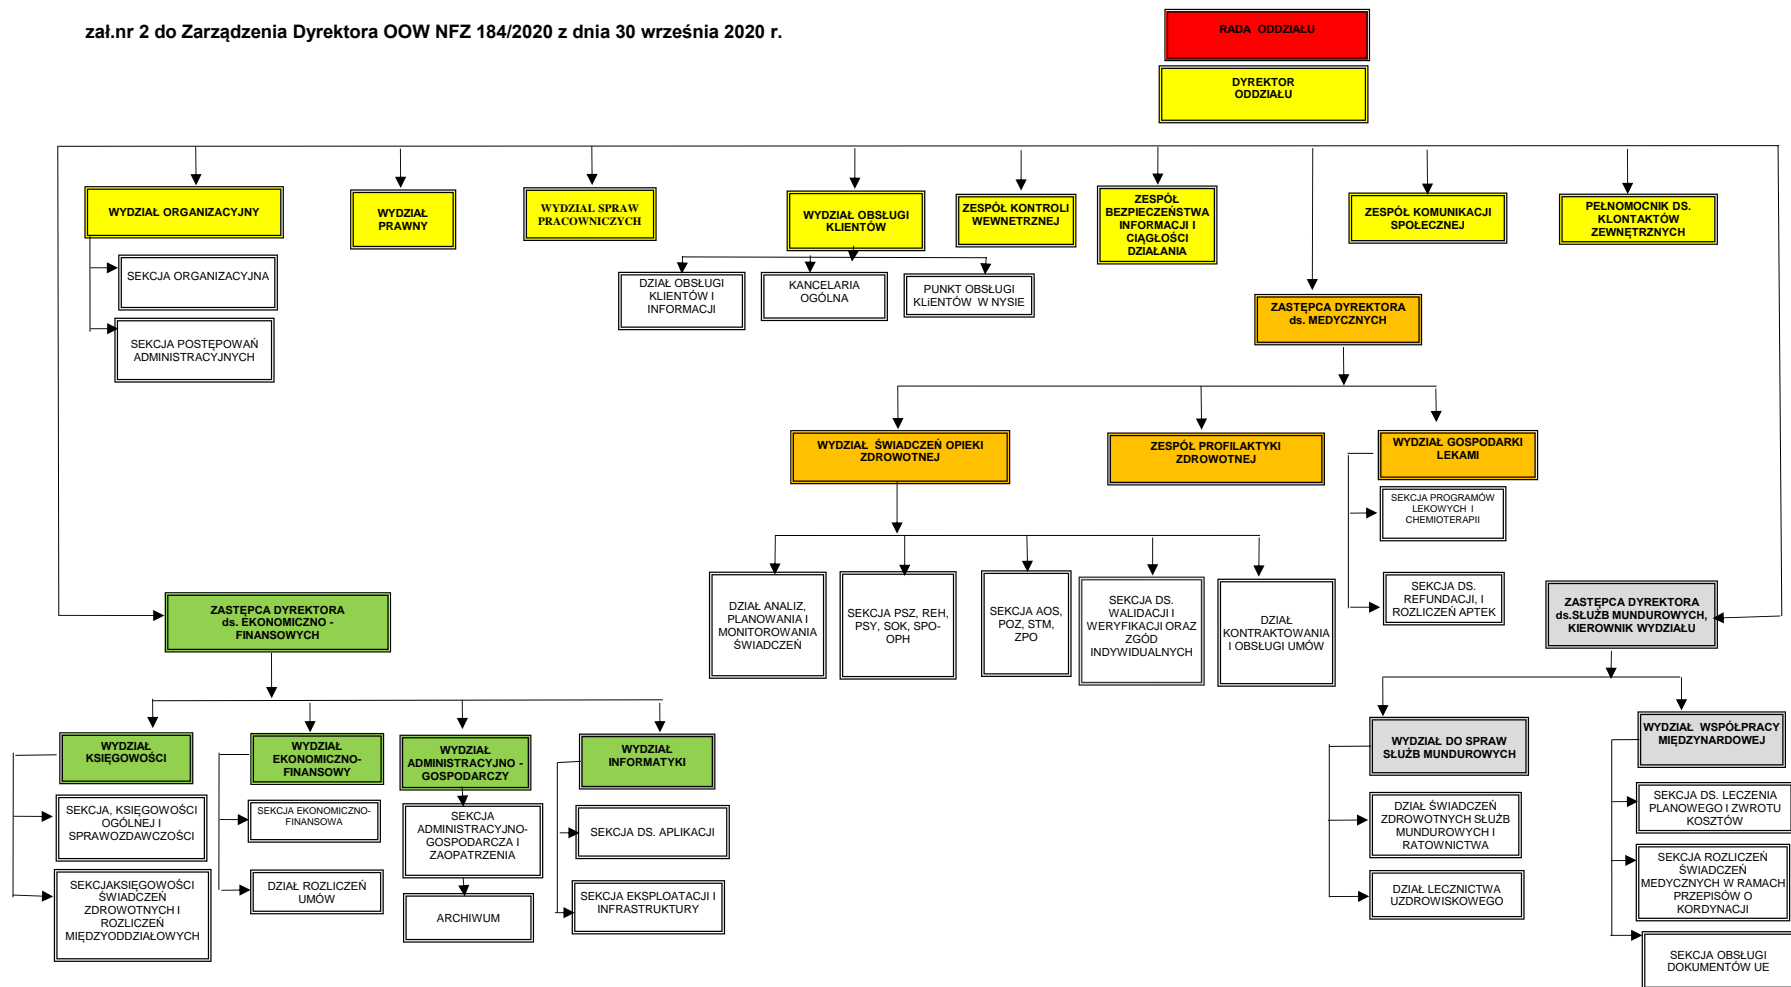 zał.nr 2 do Zarządzenia Dyrektora OOW NFZ 184/2020 z dnia 30 września 2020 r.
RADA ODDZIAŁU
DYREKTOR
ODDZIAŁU
WYDZIAŁ ORGANIZACYJNY
WYDZIAŁ
PRAWNY
WYDZIAL SPRAW
PRACOWNICZYCH
WYDZIAŁ OBSŁUGI
KLIENTÓW
ZESPÓŁ KONTROLI
WEWNETRZNEJ
ZESPÓŁ
BEZPIECZEŃSTWA
INFORMACJI I
CIĄGŁOŚCI
DZIAŁANIA
ZESPÓŁ KOMUNIKACJI
SPOŁECZNEJ
PEŁNOMOCNIK DS.
KLONTAKTÓW
ZEWNĘTRZNYCH
SEKCJA ORGANIZACYJNA
SEKCJA POSTĘPOWAŃ
ADMINISTRACYJNYCH
DZIAŁ OBSŁUGI
KLIENTÓW I
INFORMACJI
KANCELARIA
OGÓLNA
PUNKT OBSŁUGI
KLiENTÓW W NYSIE
ZASTĘPCA DYREKTORA
ds. MEDYCZNYCH
WYDZIAŁ ŚWIADCZEŃ OPIEKI
ZDROWOTNEJ
ZESPÓŁ PROFILAKTYKI
ZDROWOTNEJ
WYDZIAŁ GOSPODARKI
LEKAMI
SEKCJA PROGRAMÓW
LEKOWYCH I
CHEMIOTERAPII
SEKCJA DS.
REFUNDACJI, I
ROZLICZEŃ APTEK
DZIAŁ ANALIZ,
PLANOWANIA I
MONITOROWANIA
ŚWIADCZEŃ
SEKCJA PSZ, REH,
PSY, SOK, SPO-
OPH
SEKCJA AOS,
POZ, STM,
ZPO
SEKCJA DS.
WALIDACJI I
WERYFIKACJI ORAZ
ZGÓD
INDYWIDUALNYCH
DZIAŁ
KONTRAKTOWANIA
I OBSŁUGI UMÓW
ZASTĘPCA DYREKTORA
ds. EKONOMICZNO -
FINANSOWYCH
ZASTĘPCA DYREKTORA
ds.SŁUŻB MUNDUROWYCH,
KIEROWNIK WYDZIAŁU
WYDZIAŁ
KSIĘGOWOŚCI
WYDZIAŁ
EKONOMICZNO-
FINANSOWY
WYDZIAŁ
ADMINISTRACYJNO -
GOSPODARCZY
WYDZIAŁ
INFORMATYKI
WYDZIAŁ DO SPRAW
SŁUŻB MUNDUROWYCH
WYDZIAŁ WSPÓŁPRACY
MIĘDZYNARDOWEJ
SEKCJA, KSIĘGOWOŚCI
OGÓLNEJ I
SPRAWOZDAWCZOŚCI
SEKCJAKSIĘGOWOŚCI
ŚWIADCZEŃ
ZDROWOTNYCH I
ROZLICZEŃ
MIĘDZYODDZIAŁOWYCH
SEKCJA EKONOMICZNO-
FINANSOWA
DZIAŁ ROZLICZEŃ
UMÓW
SEKCJA
ADMINISTRACYJNO-
GOSPODARCZA I
ZAOPATRZENIA
ARCHIWUM
SEKCJA DS. APLIKACJI
SEKCJA EKSPLOATACJI I
INFRASTRUKTURY
DZIAŁ ŚWIADCZEŃ
ZDROWOTNYCH SŁUŻB
MUNDUROWYCH I
RATOWNICTWA
DZIAŁ LECZNICTWA
UZDROWISKOWEGO
SEKCJA DS. LECZENIA
PLANOWEGO I ZWROTU
KOSZTÓW
SEKCJA ROZLICZEŃ
ŚWIADCZEŃ
MEDYCZNYCH W RAMACH
PRZEPISÓW O
KORDYNACJI
SEKCJA OBSŁUGI
DOKUMENTÓW UE